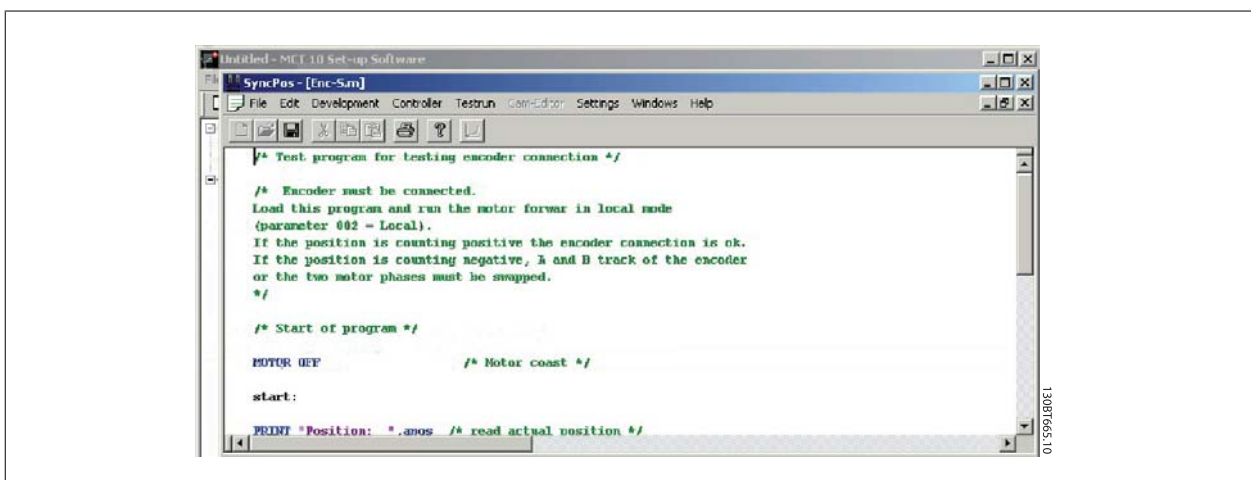 Untitled - MCT 10 Set-up Software
SyncPos - [Enc-S.m]
File Edit Development Controller Testrun Cam-Editor Settings Windows Help
/* Test program for testing encoder connection */
/* Encoder must be connected.
Load this program and run the motor forwar in local mode
(parameter 002 = Local).
If the position is counting positive the encoder connection is ok.
If the position is counting negative, A and B track of the encoder
or the two motor phases must be swapped.
*/
/* Start of program */
MOTOR OFF /* Motor coast */
start:
PRINT "Position: ",apos /* read actual position */
130BT665.10